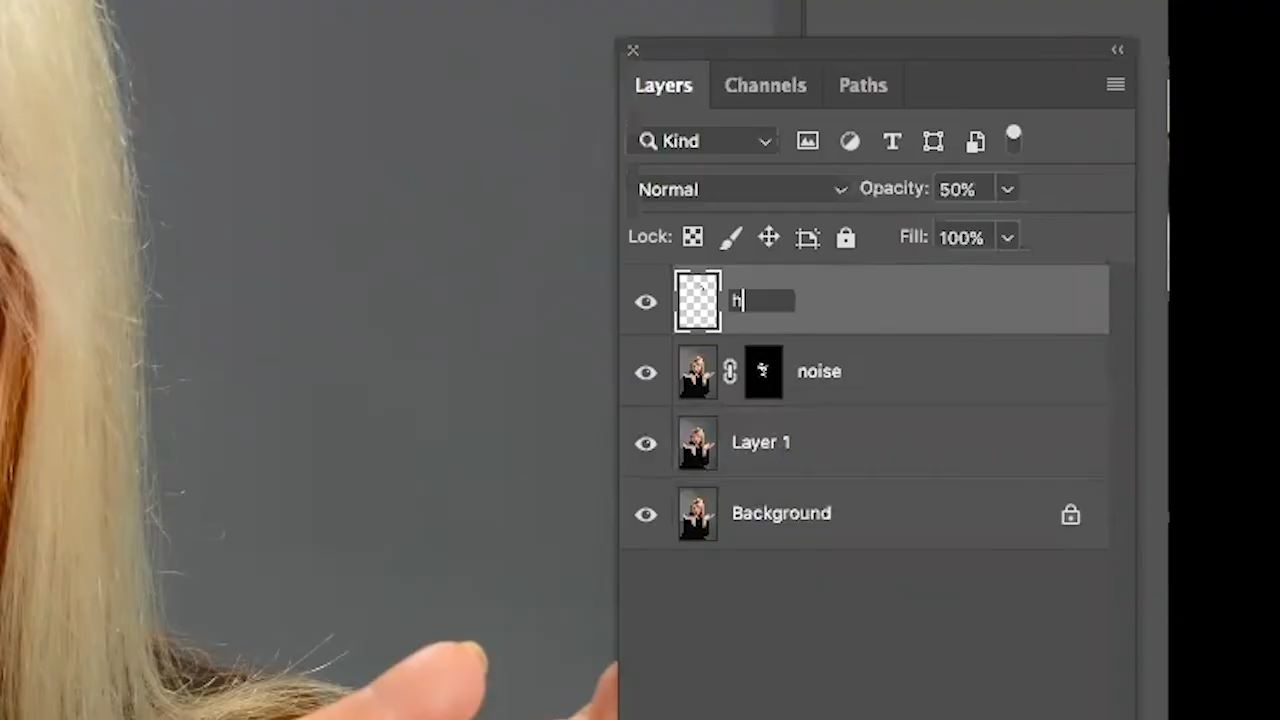 Layers Channels Paths
Kind
Normal Opacity: 50%
Lock: Fill: 100%
h
noise
Layer 1
Background